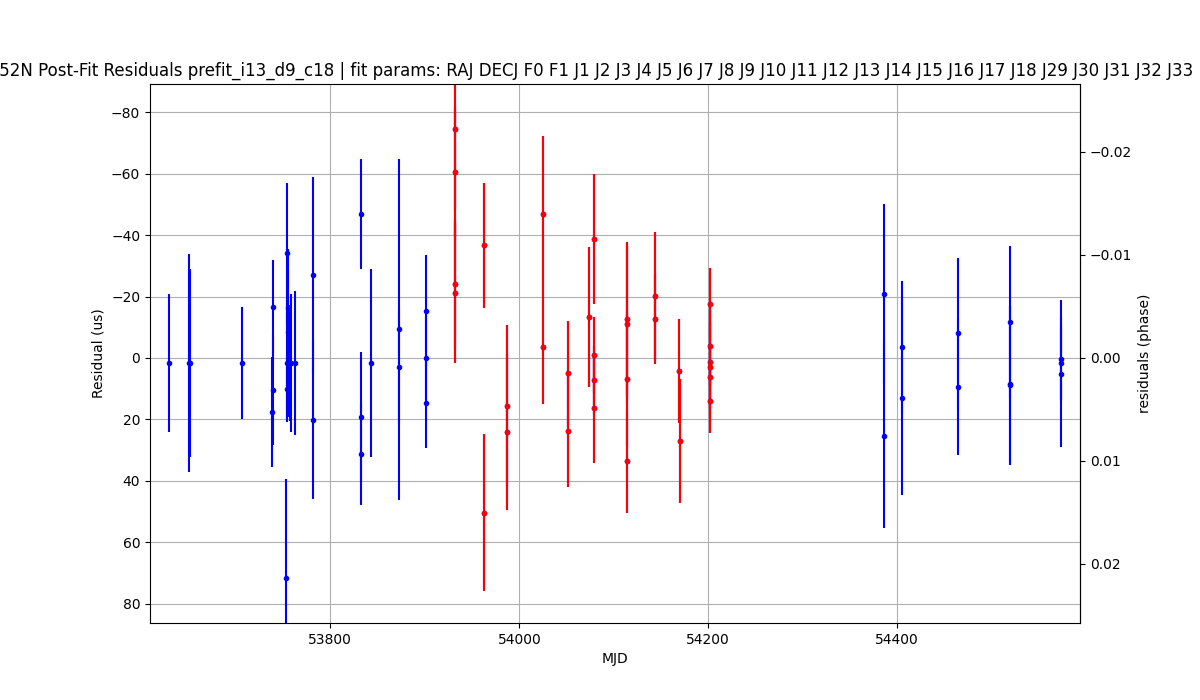 52N Post-Fit Residuals prefit_i13_d9_c18 | fit params: RAJ DECJ F0 F1 J1 J2 J3 J4 J5 J6 J7 J8 J9 J10 J11 J12 J13 J14 J15 J16 J17 J18 J29 J30 J31 J32 J33
−80
−60
−40
−20
0
20
40
60
80
Residual (us)
−0.02
−0.01
0.00
0.01
0.02
residuals (phase)
53800 54000 54200 54400
MJD